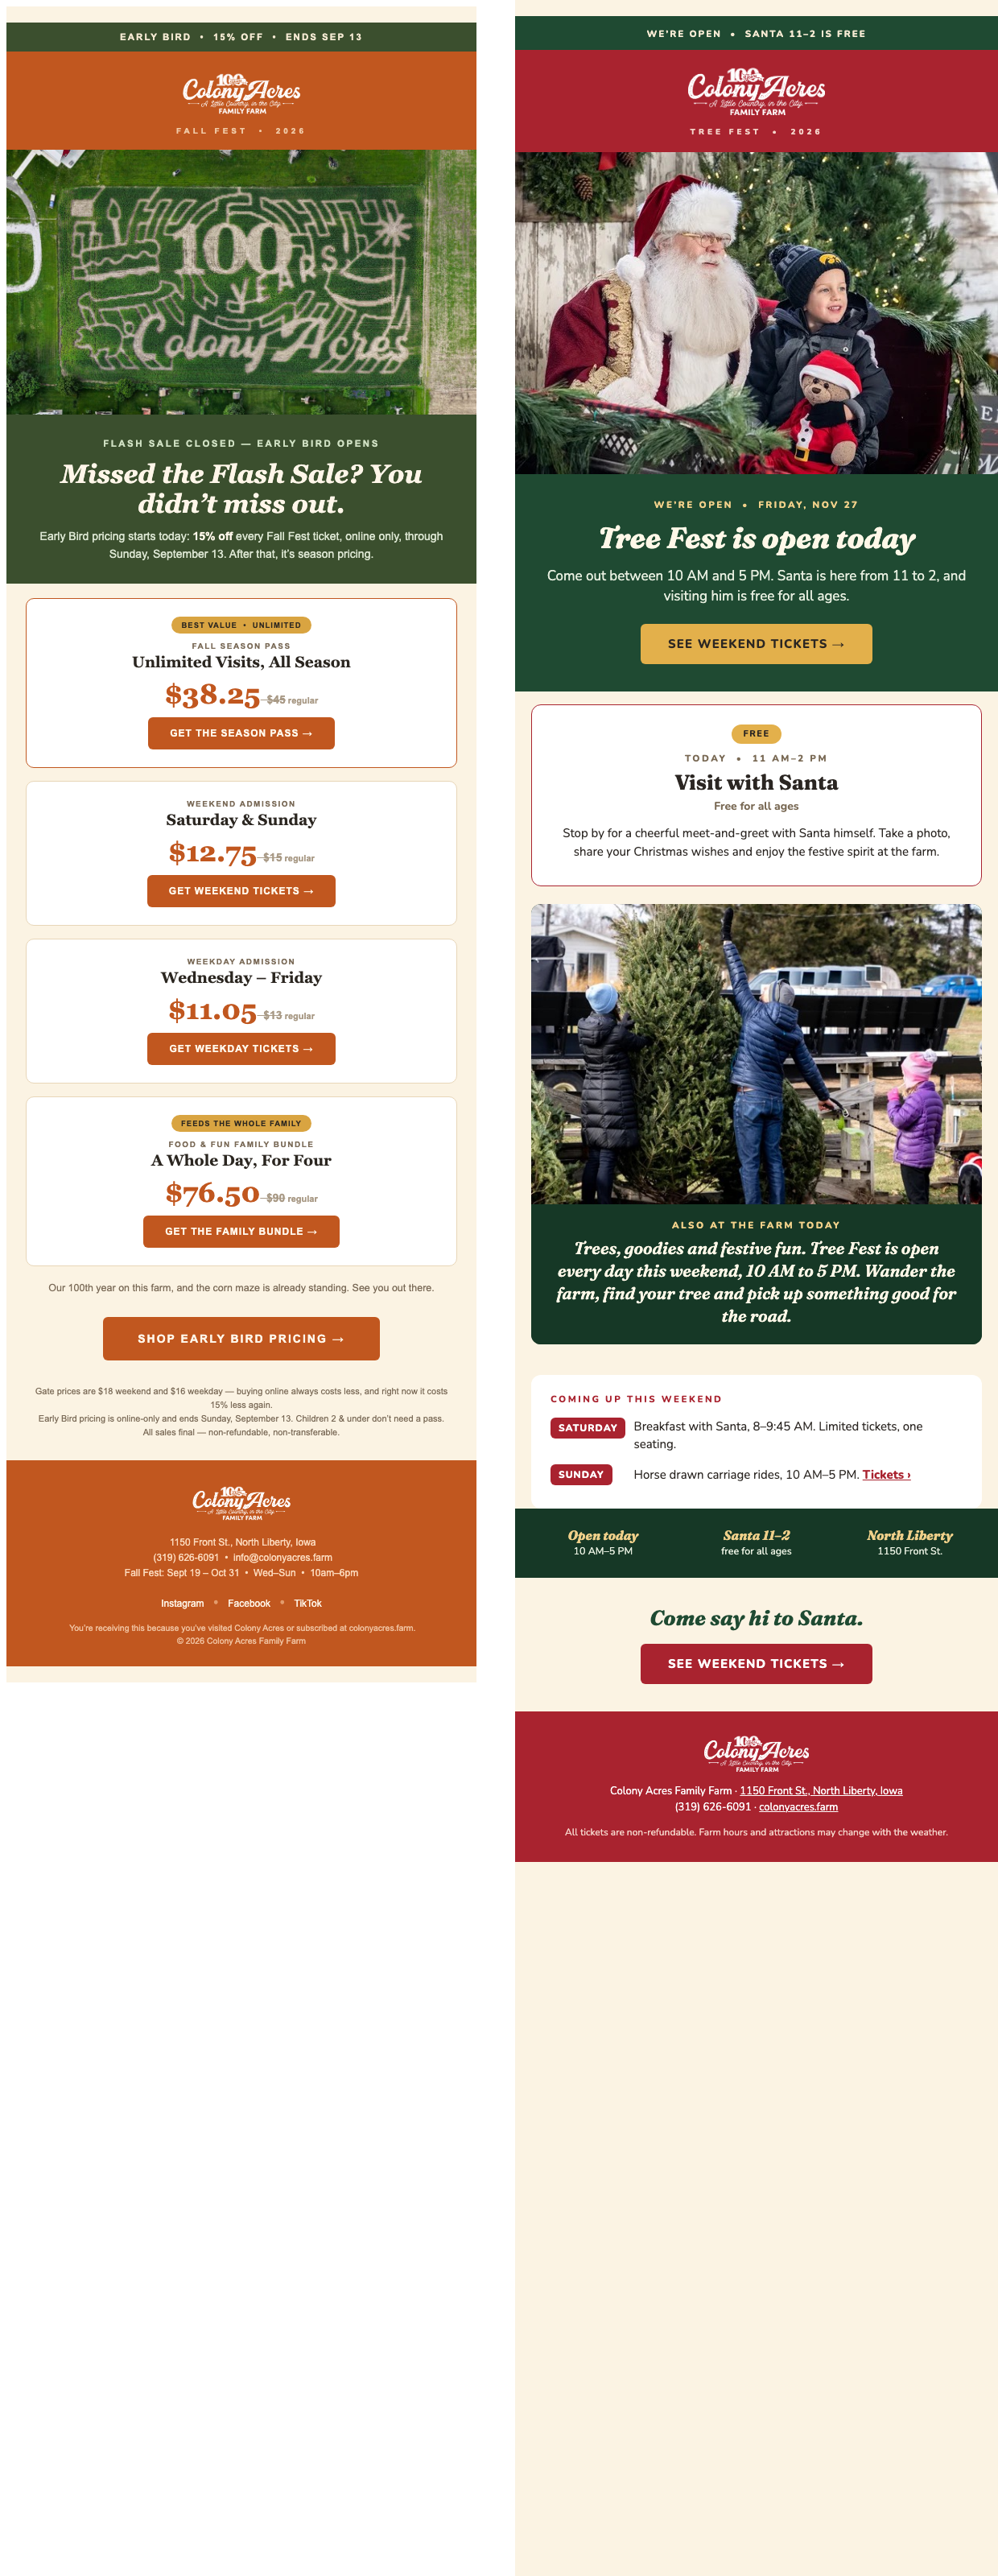 EARLY BIRD • 15% OFF • ENDS SEP 13
100
Colony Acres
A Little Country, in the City
FAMILY FARM
FALL FEST • 2026
100
YEARS
Colony Acres
FLASH SALE CLOSED — EARLY BIRD OPENS
Missed the Flash Sale? You
didn’t miss out.
Early Bird pricing starts today: 15% off every Fall Fest ticket, online only, through
Sunday, September 13. After that, it’s season pricing.
BEST VALUE • UNLIMITED
FALL SEASON PASS
Unlimited Visits, All Season
$38.25 $45 regular
GET THE SEASON PASS →
WEEKEND ADMISSION
Saturday & Sunday
$12.75 $15 regular
GET WEEKEND TICKETS →
WEEKDAY ADMISSION
Wednesday – Friday
$11.05 $13 regular
GET WEEKDAY TICKETS →
FEEDS THE WHOLE FAMILY
FOOD & FUN FAMILY BUNDLE
A Whole Day, For Four
$76.50 $90 regular
GET THE FAMILY BUNDLE →
Our 100th year on this farm, and the corn maze is already standing. See you out there.
SHOP EARLY BIRD PRICING →
Gate prices are $18 weekend and $16 weekday — buying online always costs less, and right now it costs
15% less again.
Early Bird pricing is online-only and ends Sunday, September 13. Children 2 & under don’t need a pass.
All sales final — non-refundable, non-transferable.
100
Colony Acres
A Little Country, in the City
FAMILY FARM
1150 Front St., North Liberty, Iowa
(319) 626-6091 • info@colonyacres.farm
Fall Fest: Sept 19 – Oct 31 • Wed–Sun • 10am–6pm
Instagram • Facebook • TikTok
You’re receiving this because you’ve visited Colony Acres or subscribed at colonyacres.farm.
© 2026 Colony Acres Family Farm
WE'RE OPEN • SANTA 11–2 IS FREE
100
Colony Acres
A Little Country, in the City
FAMILY FARM
TREE FEST • 2026
WE'RE OPEN • FRIDAY, NOV 27
Tree Fest is open today
Come out between 10 AM and 5 PM. Santa is here from 11 to 2, and
visiting him is free for all ages.
SEE WEEKEND TICKETS →
FREE
TODAY • 11 AM–2 PM
Visit with Santa
Free for all ages
Stop by for a cheerful meet-and-greet with Santa himself. Take a photo,
share your Christmas wishes and enjoy the festive spirit at the farm.
ALSO AT THE FARM TODAY
Trees, goodies and festive fun. Tree Fest is open
every day this weekend, 10 AM to 5 PM. Wander the
farm, find your tree and pick up something good for
the road.
COMING UP THIS WEEKEND
SATURDAY Breakfast with Santa, 8–9:45 AM. Limited tickets, one
seating.
SUNDAY Horse drawn carriage rides, 10 AM–5 PM. Tickets ›
Open today Santa 11–2 North Liberty
10 AM–5 PM free for all ages 1150 Front St.
Come say hi to Santa.
SEE WEEKEND TICKETS →
100
Colony Acres
A Little Country, in the City
FAMILY FARM
Colony Acres Family Farm · 1150 Front St., North Liberty, Iowa
(319) 626-6091 · colonyacres.farm
All tickets are non-refundable. Farm hours and attractions may change with the weather.